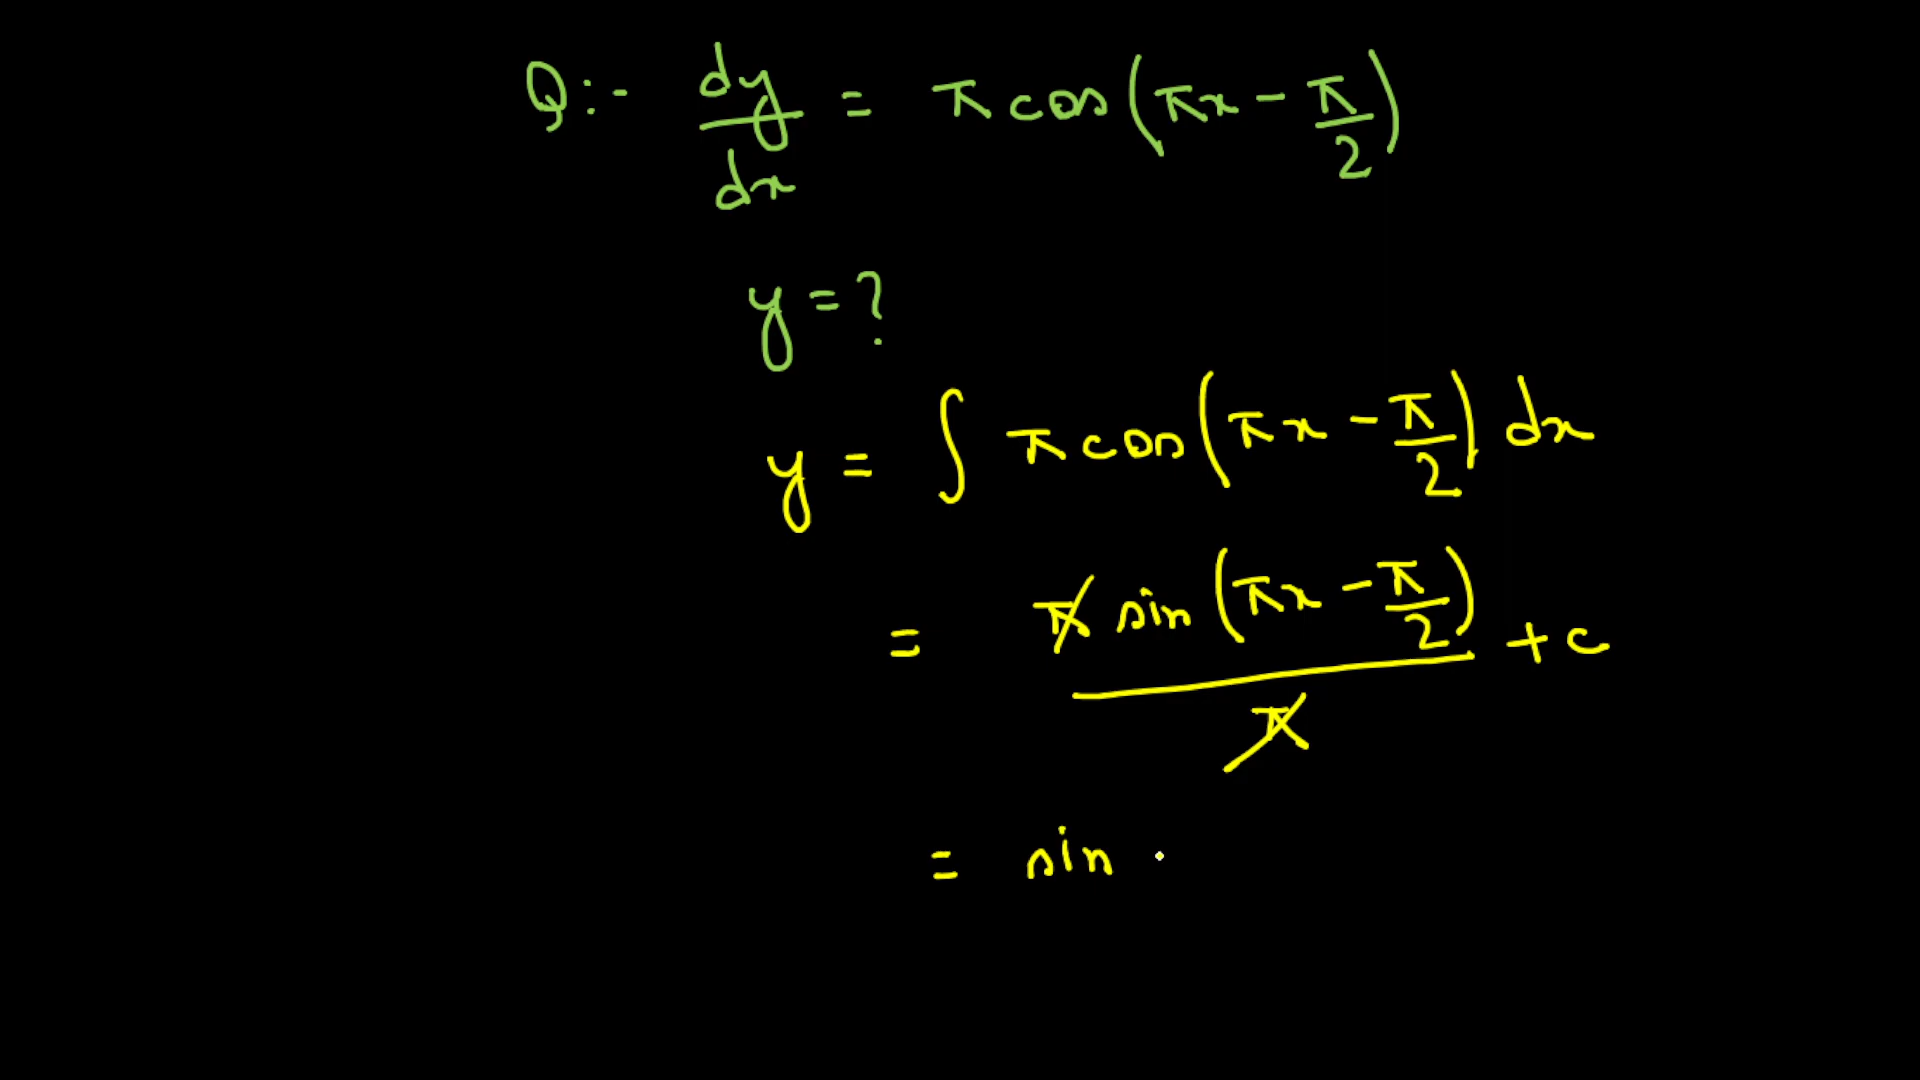 Q:- dy/dx = π cos(πx - π/2)
y = ?
y = ∫ π cos(πx - π/2) dx
= π sin(πx - π/2)/π + c
= sin